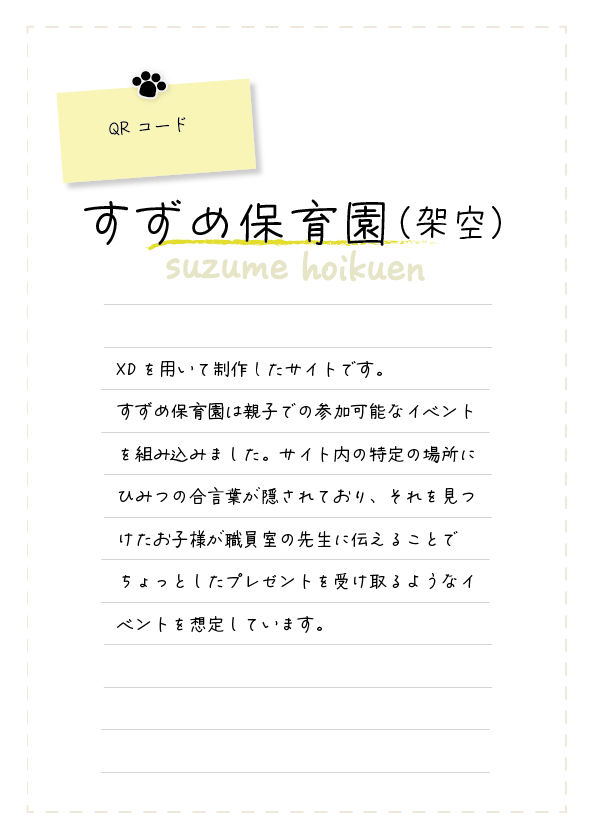 QR コード
すずめ保育園(架空)
suzume hoikuen
XDを用いて制作したサイトです。
すずめ保育園は親子での参加可能なイベント
を組み込みました。サイト内の特定の場所に
ひみつの合言葉が隠されており、それを見つ
けたお子様が職員室の先生に伝えることで
ちょっとしたプレゼントを受け取るようなイ
ベントを想定しています。